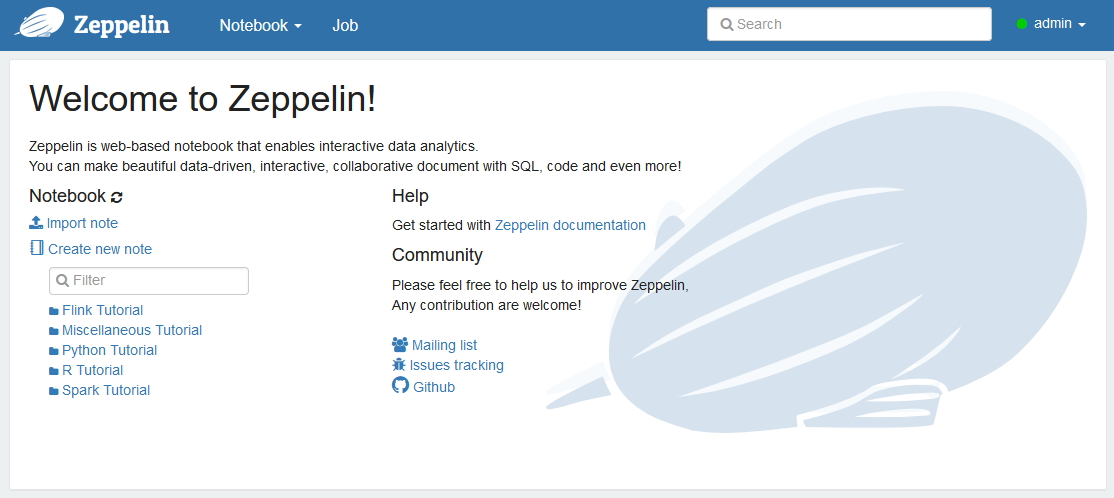 Zeppelin
Notebook
Job
Search
admin
Welcome to Zeppelin!
Zeppelin is web-based notebook that enables interactive data analytics.
You can make beautiful data-driven, interactive, collaborative document with SQL, code and even more!
Notebook
Import note
Create new note
Filter
Flink Tutorial
Miscellaneous Tutorial
Python Tutorial
R Tutorial
Spark Tutorial
Help
Get started with Zeppelin documentation
Community
Please feel free to help us to improve Zeppelin,
Any contribution are welcome!
Mailing list
Issues tracking
Github